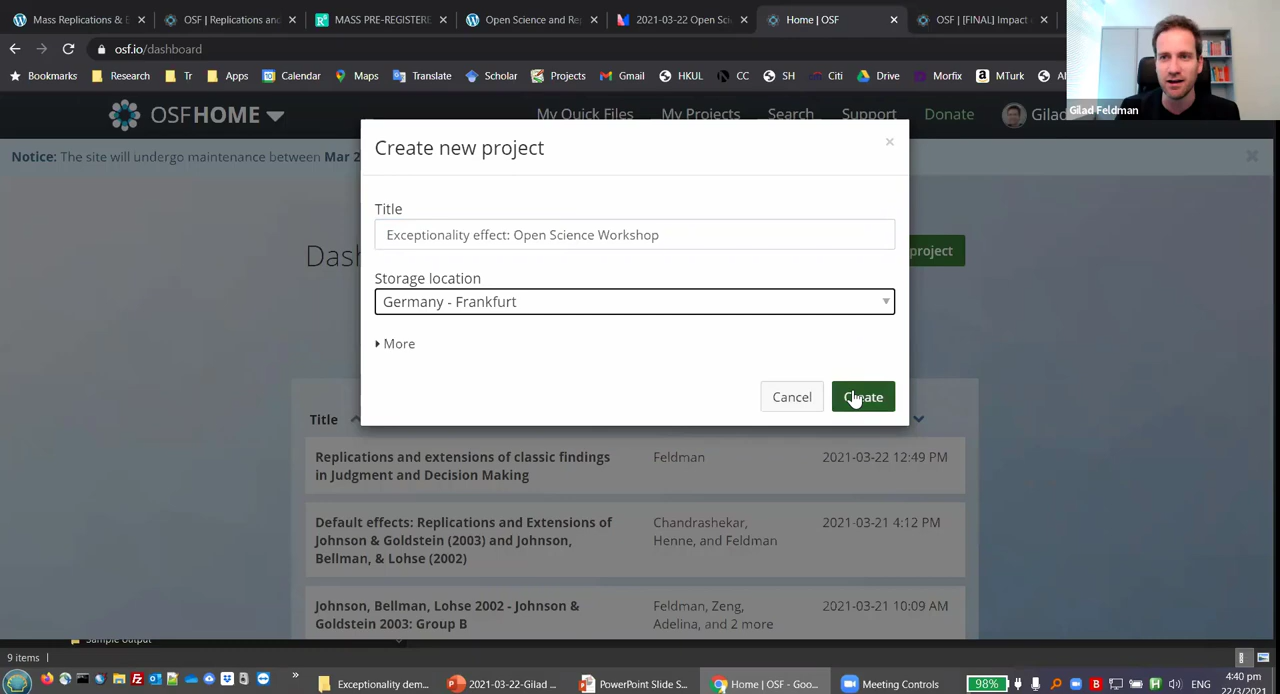 Mass Replications & E
OSF | Replications and
MASS PRE-REGISTERE
Open Science and Rep
2021-03-22 Open Scie
Home | OSF
OSF | [FINAL] Impact
osf.io/dashboard
Bookmarks
Research
Tr
Apps
Calendar
Maps
Translate
Scholar
Projects
Gmail
HKUL
CC
SH
Citi
Drive
Morfix
MTurk
Gilad Feldman
OSFHOME
My Quick Files
My Projects
Search
Support
Donate
Gilad
Notice: The site will undergo maintenance between Mar 2
Create new project
Title
Exceptionality effect: Open Science Workshop
Storage location
Germany - Frankfurt
More
Cancel
Create
Dash
project
Title
Replications and extensions of classic findings
in Judgment and Decision Making
Feldman
2021-03-22 12:49 PM
Default effects: Replications and Extensions of
Johnson & Goldstein (2003) and Johnson,
Bellman, & Lohse (2002)
Chandrashekar,
Henne, and Feldman
2021-03-21 4:12 PM
Johnson, Bellman, Lohse 2002 - Johnson &
Goldstein 2003: Group B
Feldman, Zeng,
Adelina, and 2 more
2021-03-21 10:09 AM
Sample Output
9 items
Exceptionality dem...
2021-03-22-Gilad ...
PowerPoint Slide S...
Home | OSF - Goo...
Meeting Controls
98%
ENG
4:40 pm
22/3/2021